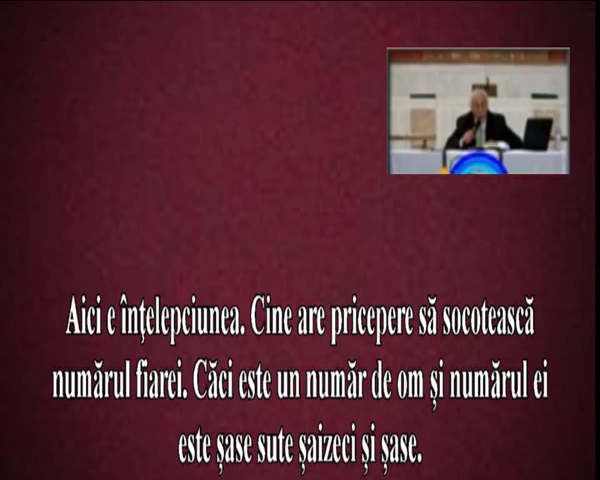 Aici e înţelepciunea. Cine are pricepere să socotească
numărul fiarei. Căci este un număr de om și numărul ei
este șase sute șaizeci și șase.